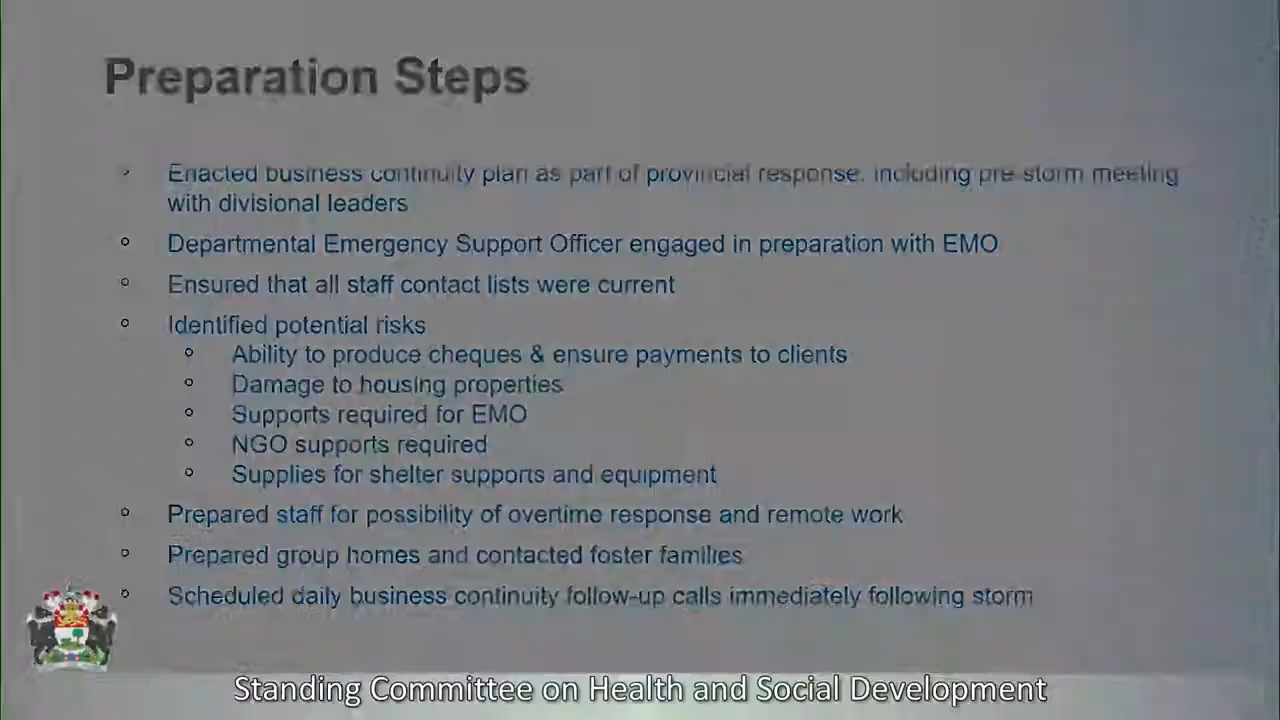 Preparation Steps
Enacted business continuity plan as part of provincial response, including pre-storm meeting
with divisional leaders
Departmental Emergency Support Officer engaged in preparation with EMO
Ensured that all staff contact lists were current
Identified potential risks
Ability to produce cheques & ensure payments to clients
Damage to housing properties
Supports required for EMO
NGO supports required
Supplies for shelter supports and equipment
Prepared staff for possibility of overtime response and remote work
Prepared group homes and contacted foster families
Scheduled daily business continuity follow-up calls immediately following storm
Standing Committee on Health and Social Development